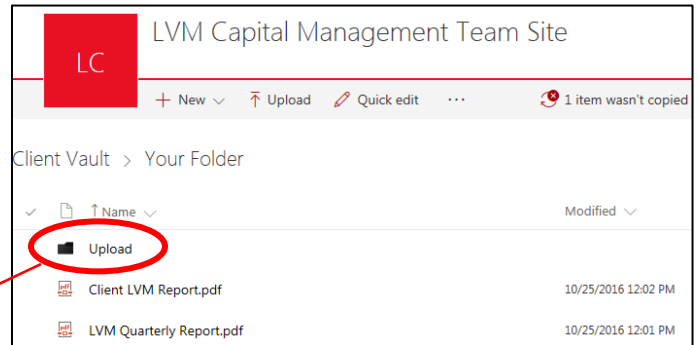 LVM Capital Management Team Site
LC
New Upload Quick edit ... 1 item wasn't copied
Client Vault > Your Folder
Name Modified
Upload
Client LVM Report.pdf 10/25/2016 12:02 PM
LVM Quarterly Report.pdf 10/25/2016 12:01 PM